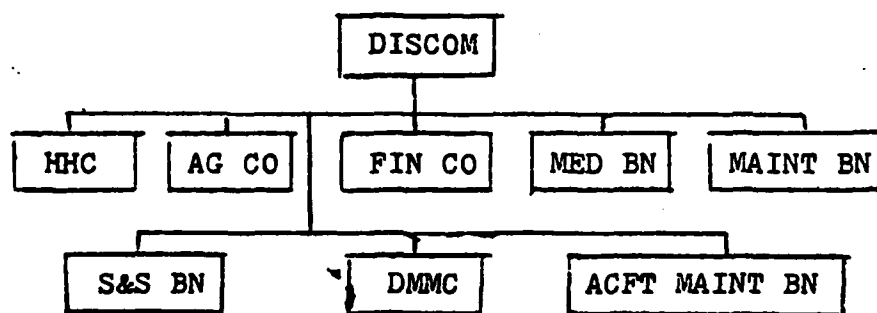 DISCOM
HHC AG CO FIN CO MED BN MAINT BN
S&S BN DMMC ACFT MAINT BN